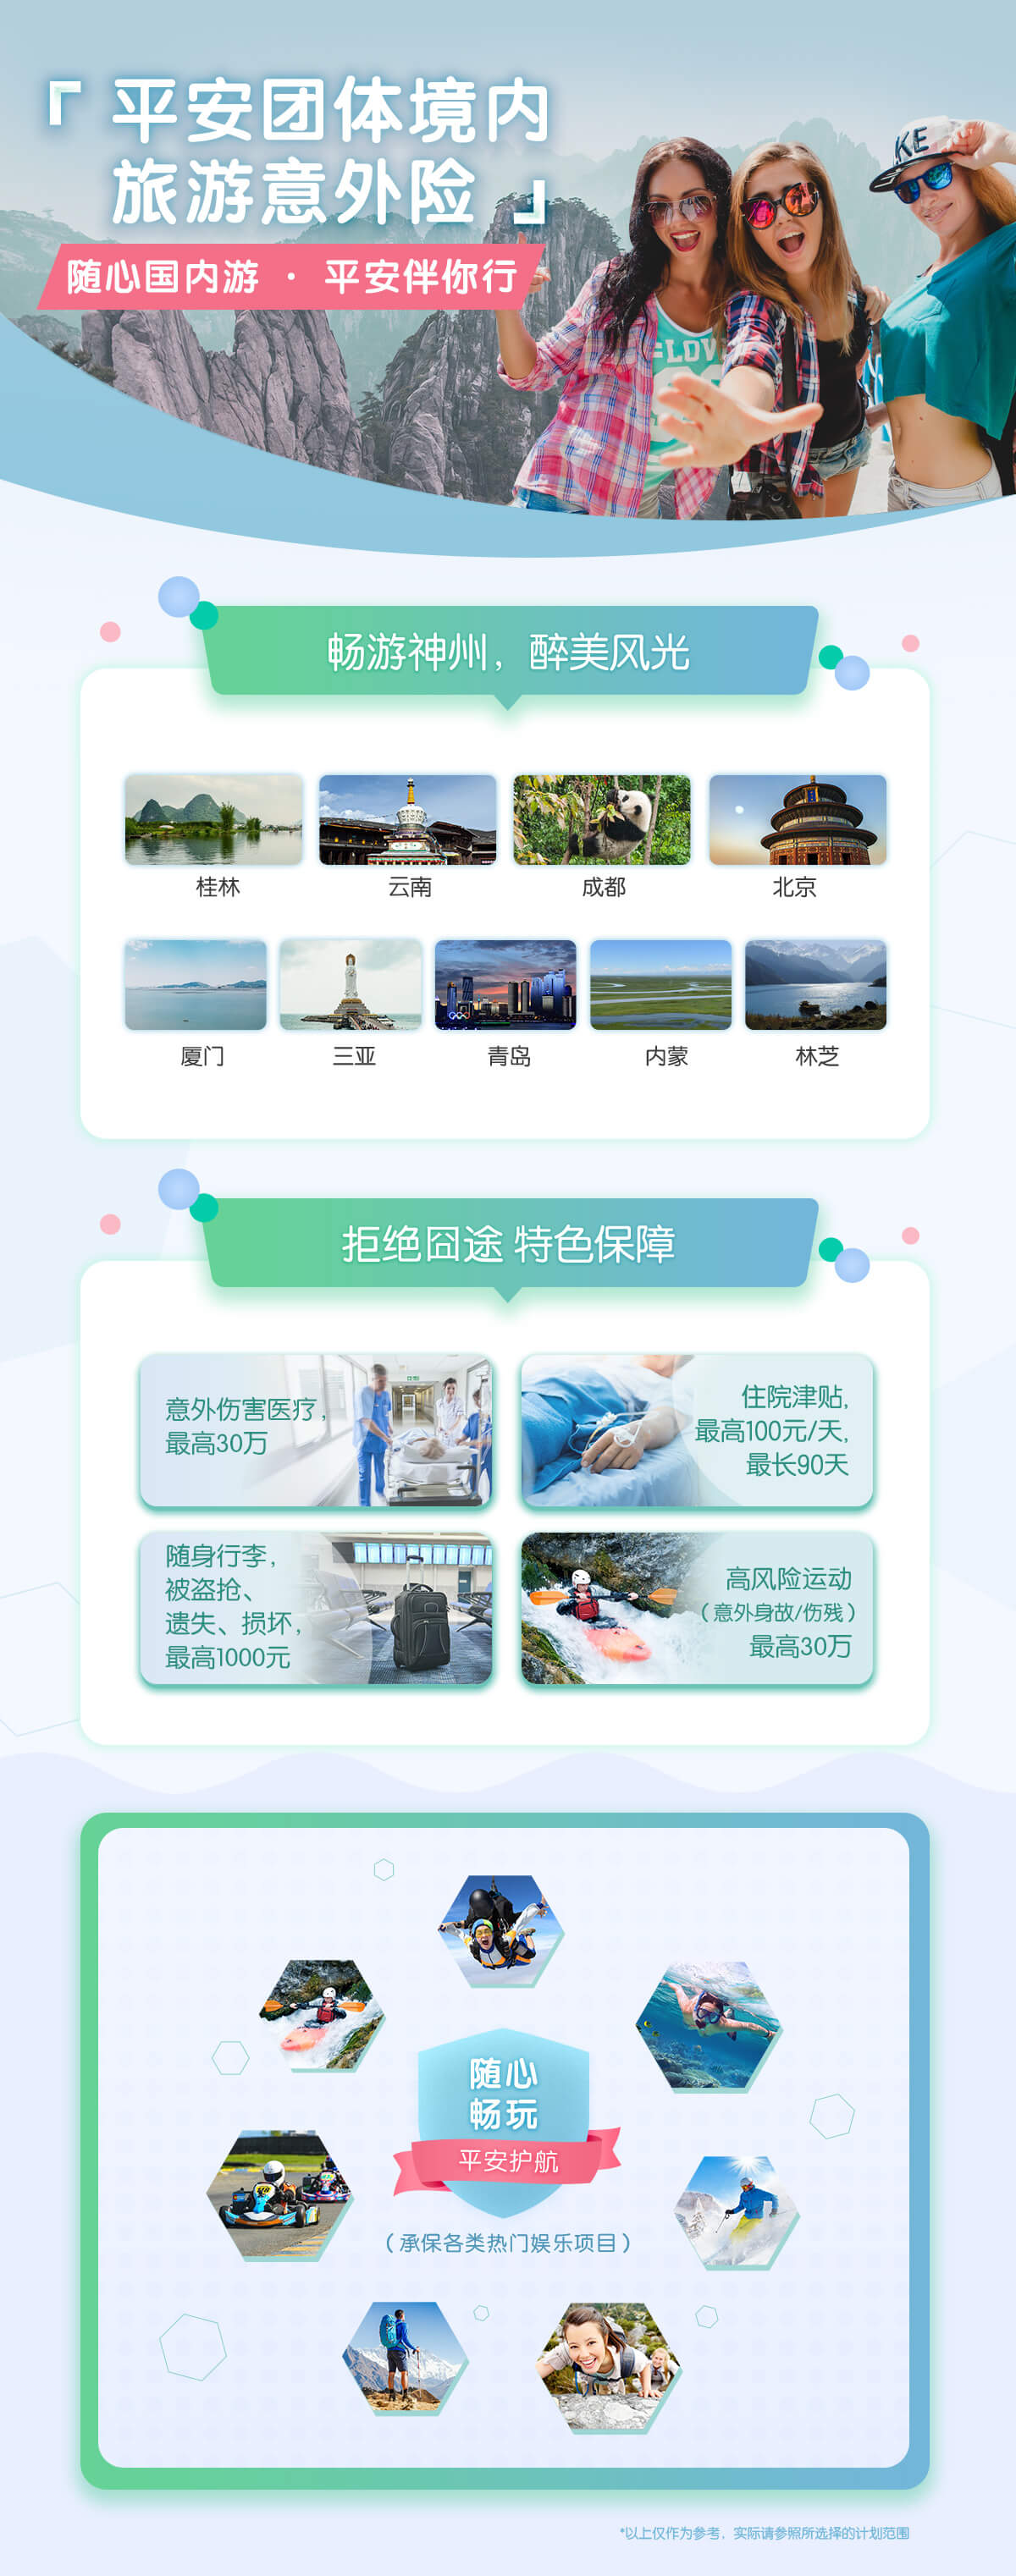 「平安团体境内
旅游意外险」
随心国内游 · 平安伴你行
KE
畅游神州，醉美风光
桂林
云南
成都
北京
厦门
三亚
青岛
内蒙
林芝
拒绝囧途 特色保障
意外伤害医疗，
最高30万
住院津贴，
最高100元/天，
最长90天
随身行李，
被盗抢、
遗失、损坏，
最高1000元
高风险运动
（意外身故/伤残）
最高30万
随心
畅玩
平安护航
（承保各类热门娱乐项目）
*以上仅作为参考，实际请参照所选择的计划范围